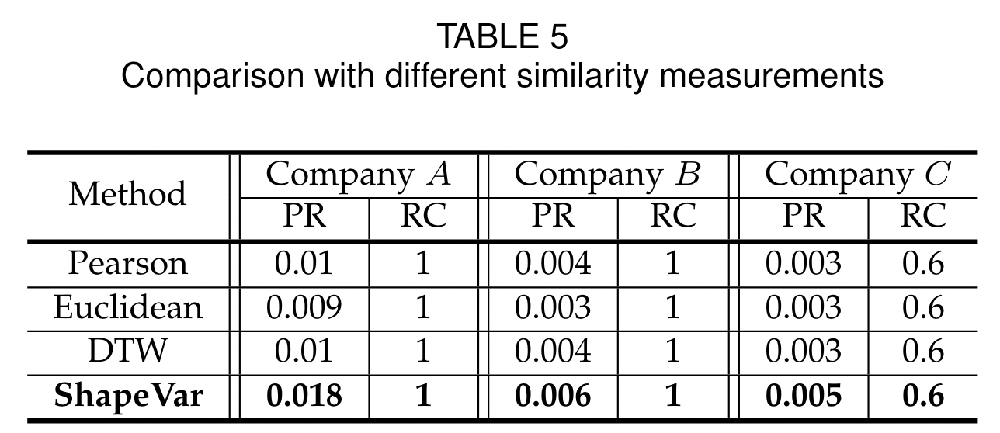 TABLE 5
Comparison with different similarity measurements
Method Company A Company B Company C
PR RC PR RC PR RC
Pearson 0.01 1 0.004 1 0.003 0.6
Euclidean 0.009 1 0.003 1 0.003 0.6
DTW 0.01 1 0.004 1 0.003 0.6
ShapeVar 0.018 1 0.006 1 0.005 0.6